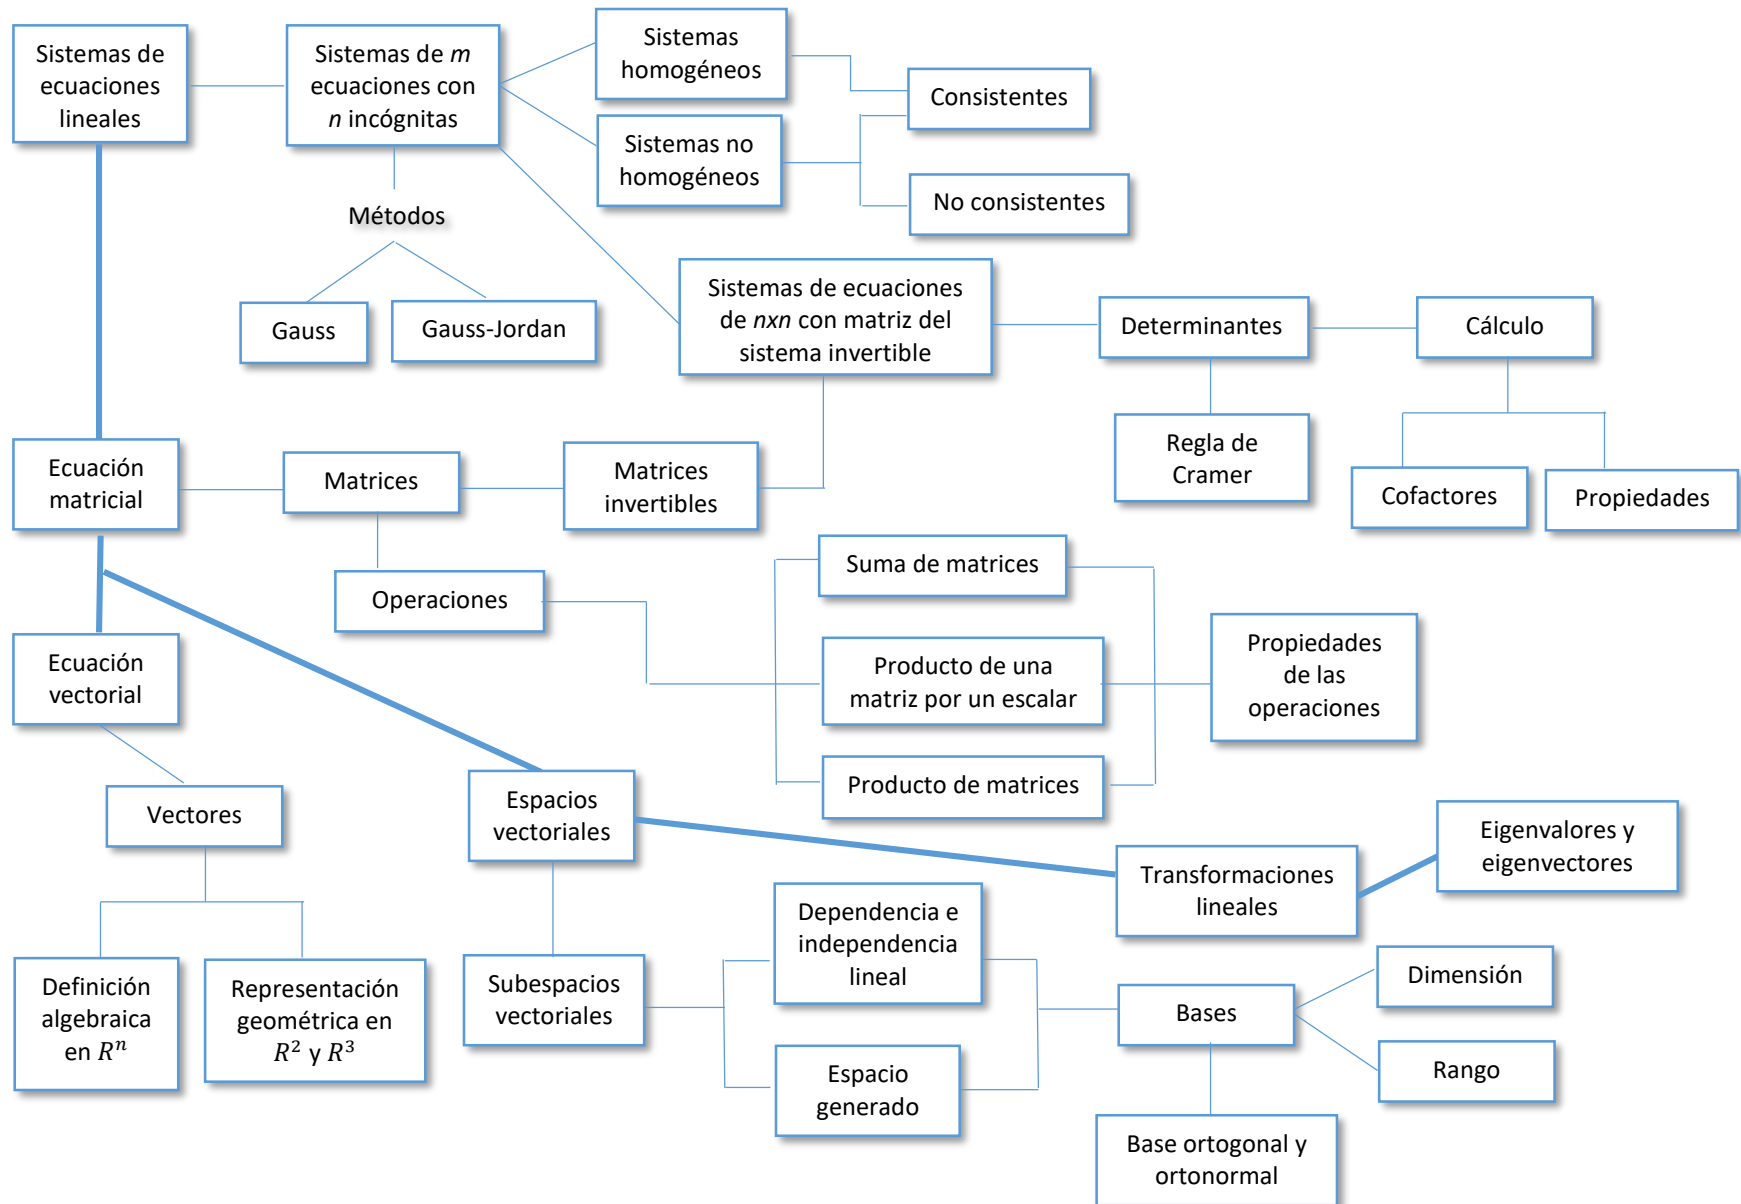 Sistemas de
ecuaciones
lineales
Sistemas de m
ecuaciones con
n incógnitas
Sistemas
homogéneos
Consistentes
Sistemas no
homogéneos
No consistentes
Métodos
Gauss
Gauss-Jordan
Sistemas de ecuaciones
de nxn con matriz del
sistema invertible
Determinantes
Cálculo
Regla de
Cramer
Cofactores
Propiedades
Ecuación
matricial
Matrices
Matrices
invertibles
Operaciones
Suma de matrices
Producto de una
matriz por un escalar
Producto de matrices
Propiedades
de las
operaciones
Ecuación
vectorial
Vectores
Definición
algebraica
en Rⁿ
Representación
geométrica en
R² y R³
Espacios
vectoriales
Transformaciones
lineales
Eigenvalores y
eigenvectores
Subespacios
vectoriales
Dependencia e
independencia
lineal
Espacio
generado
Bases
Dimensión
Rango
Base ortogonal y
ortonormal